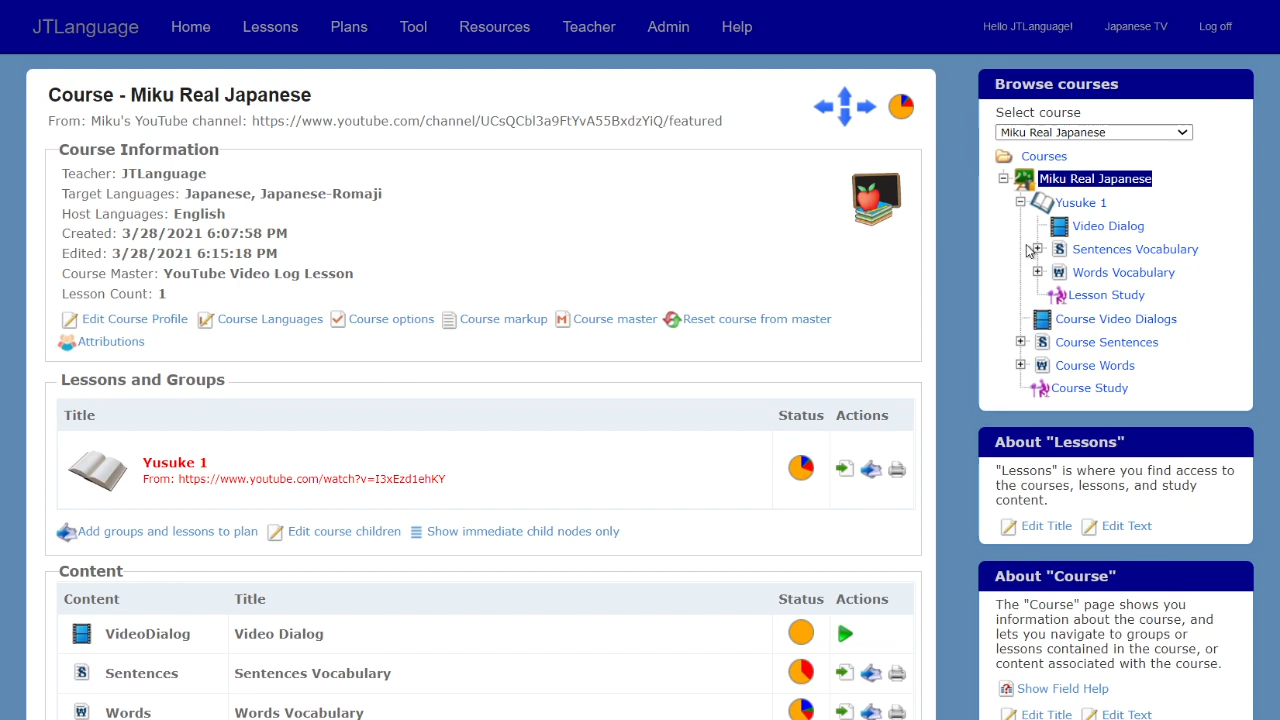 JTLanguage Home Lessons Plans Tool Resources Teacher Admin Help Hello JTLanguage! Japanese TV Log off
Course - Miku Real Japanese
From: Miku's YouTube channel: https://www.youtube.com/channel/UCsQCbl3a9FtYvA55BxdzYiQ/featured
Course Information
Teacher: JTLanguage
Target Languages: Japanese, Japanese-Romaji
Host Languages: English
Created: 3/28/2021 6:07:58 PM
Edited: 3/28/2021 6:15:18 PM
Course Master: YouTube Video Log Lesson
Lesson Count: 1
Edit Course Profile Course Languages Course options Course markup Course master Reset course from master
Attributions
Lessons and Groups
Title Status Actions
Yusuke 1
From: https://www.youtube.com/watch?v=I3xEzd1ehKY
Add groups and lessons to plan Edit course children Show immediate child nodes only
Content
Content Title Status Actions
VideoDialog Video Dialog
Sentences Sentences Vocabulary
Words Words Vocabulary
Browse courses
Select course
Miku Real Japanese
Courses
Miku Real Japanese
Yusuke 1
Video Dialog
Sentences Vocabulary
Words Vocabulary
Lesson Study
Course Video Dialogs
Course Sentences
Course Words
Course Study
About "Lessons"
"Lessons" is where you find access to
the courses, lessons, and study
content.
Edit Title Edit Text
About "Course"
The "Course" page shows you
information about the course, and
lets you navigate to groups or
lessons contained in the course, or
content associated with the course.
Show Field Help
Edit Title Edit Text